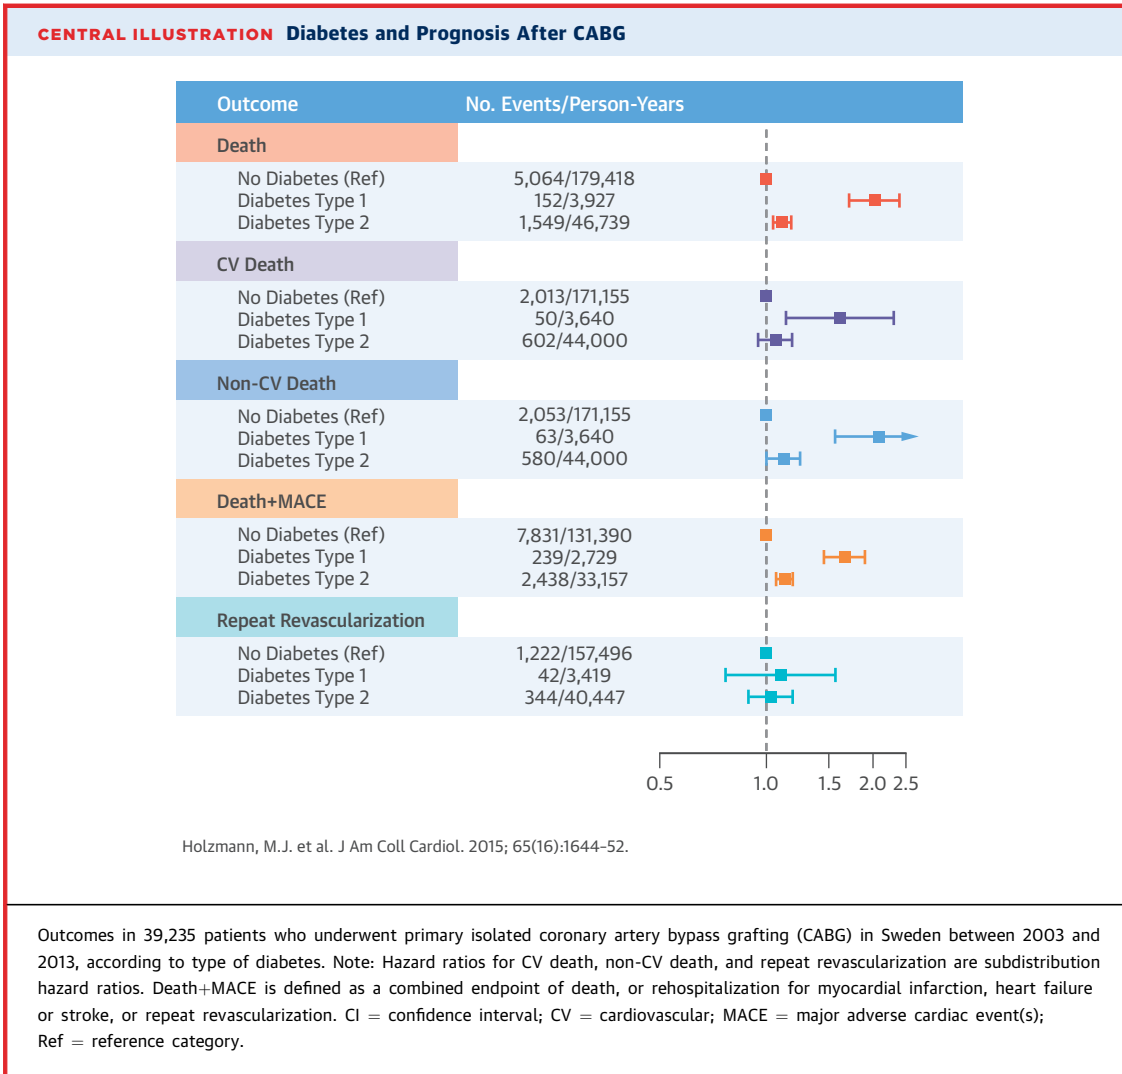 CENTRAL ILLUSTRATION Diabetes and Prognosis After CABG
Outcome No. Events/Person-Years
Death
No Diabetes (Ref) 5,064/179,418
Diabetes Type 1 152/3,927
Diabetes Type 2 1,549/46,739
CV Death
No Diabetes (Ref) 2,013/171,155
Diabetes Type 1 50/3,640
Diabetes Type 2 602/44,000
Non-CV Death
No Diabetes (Ref) 2,053/171,155
Diabetes Type 1 63/3,640
Diabetes Type 2 580/44,000
Death+MACE
No Diabetes (Ref) 7,831/131,390
Diabetes Type 1 239/2,729
Diabetes Type 2 2,438/33,157
Repeat Revascularization
No Diabetes (Ref) 1,222/157,496
Diabetes Type 1 42/3,419
Diabetes Type 2 344/40,447
0.5 1.0 1.5 2.0 2.5
Holzmann, M.J. et al. J Am Coll Cardiol. 2015; 65(16):1644–52.
Outcomes in 39,235 patients who underwent primary isolated coronary artery bypass grafting (CABG) in Sweden between 2003 and
2013, according to type of diabetes. Note: Hazard ratios for CV death, non-CV death, and repeat revascularization are subdistribution
hazard ratios. Death+MACE is defined as a combined endpoint of death, or rehospitalization for myocardial infarction, heart failure
or stroke, or repeat revascularization. CI = confidence interval; CV = cardiovascular; MACE = major adverse cardiac event(s);
Ref = reference category.